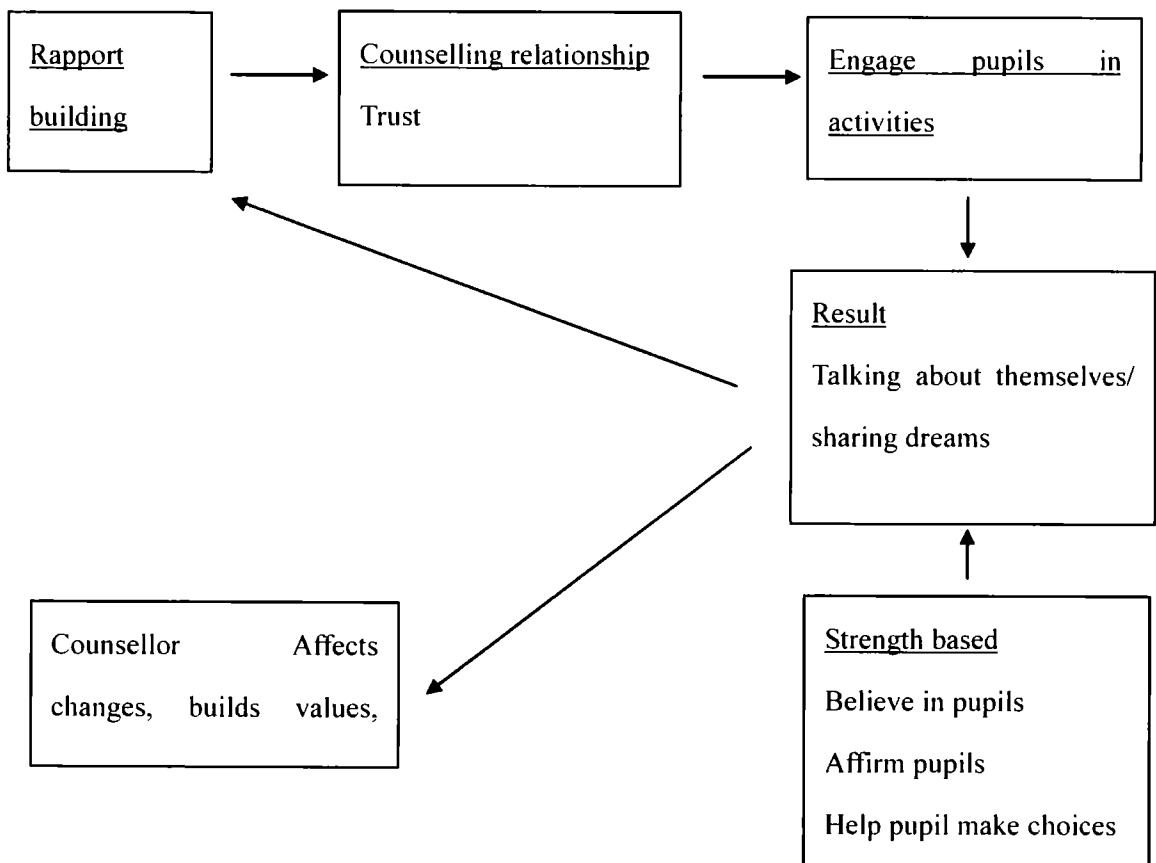 Rapport
building
Counselling relationship
Trust
Engage pupils in
activities
Result
Talking about themselves/
sharing dreams
Counsellor Affects
changes, builds values,
Strength based
Believe in pupils
Affirm pupils
Help pupil make choices